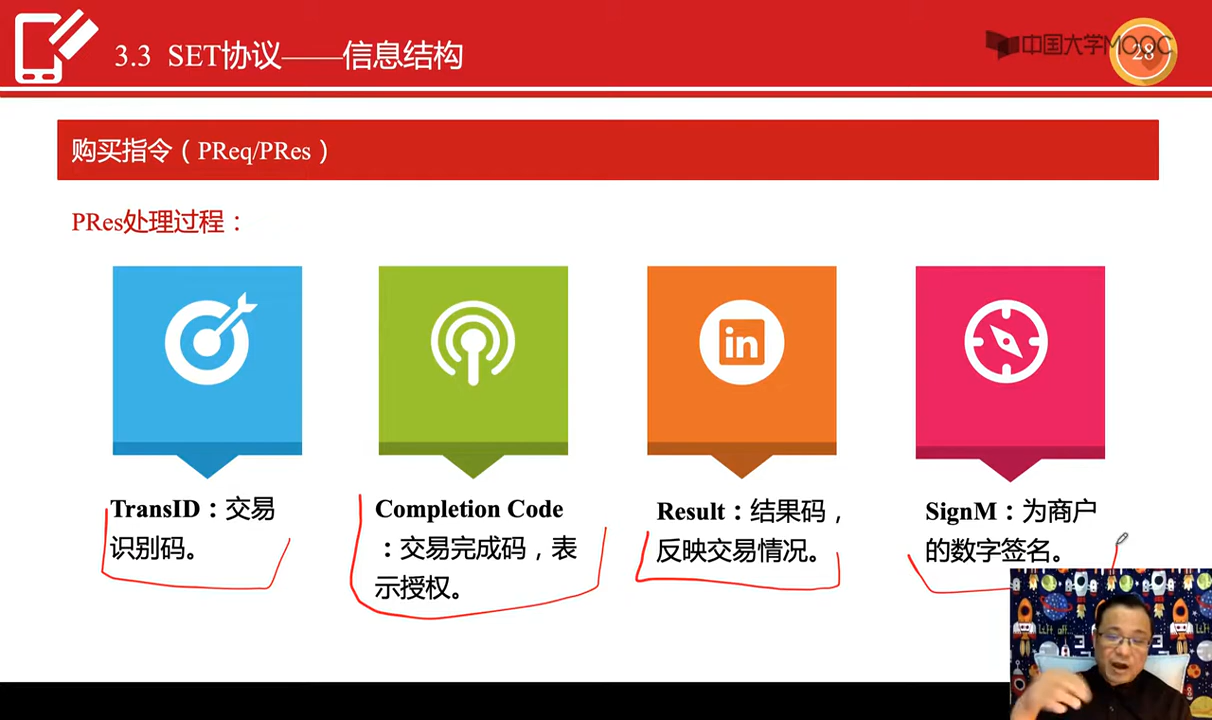 3.3 SET协议——信息结构
中国大学MOOC
28
购买指令（PReq/PRes）
PRes处理过程：
in
TransID：交易
识别码。
Completion Code
：交易完成码，表
示授权。
Result：结果码，
反映交易情况。
SignM：为商户
的数字签名。